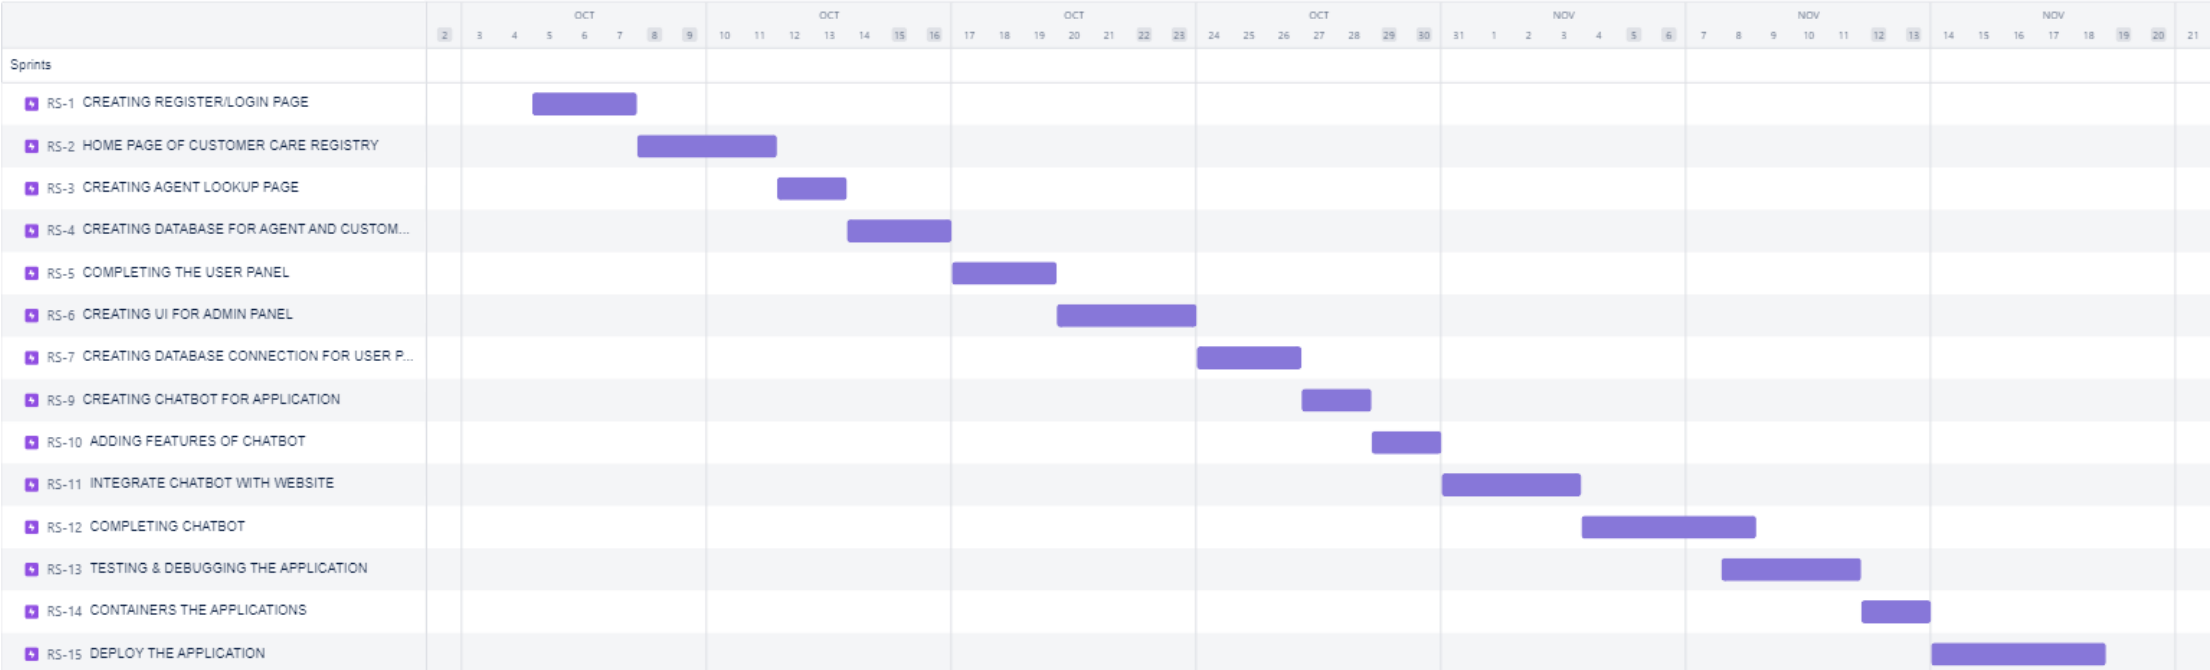 OCT OCT OCT OCT NOV NOV NOV
2 3 4 5 6 7 8 9 10 11 12 13 14 15 16 17 18 19 20 21 22 23 24 25 26 27 28 29 30 31 1 2 3 4 5 6 7 8 9 10 11 12 13 14 15 16 17 18 19 20 21
Sprints
RS-1 CREATING REGISTER/LOGIN PAGE
RS-2 HOME PAGE OF CUSTOMER CARE REGISTRY
RS-3 CREATING AGENT LOOKUP PAGE
RS-4 CREATING DATABASE FOR AGENT AND CUSTOM...
RS-5 COMPLETING THE USER PANEL
RS-6 CREATING UI FOR ADMIN PANEL
RS-7 CREATING DATABASE CONNECTION FOR USER P...
RS-9 CREATING CHATBOT FOR APPLICATION
RS-10 ADDING FEATURES OF CHATBOT
RS-11 INTEGRATE CHATBOT WITH WEBSITE
RS-12 COMPLETING CHATBOT
RS-13 TESTING & DEBUGGING THE APPLICATION
RS-14 CONTAINERS THE APPLICATIONS
RS-15 DEPLOY THE APPLICATION